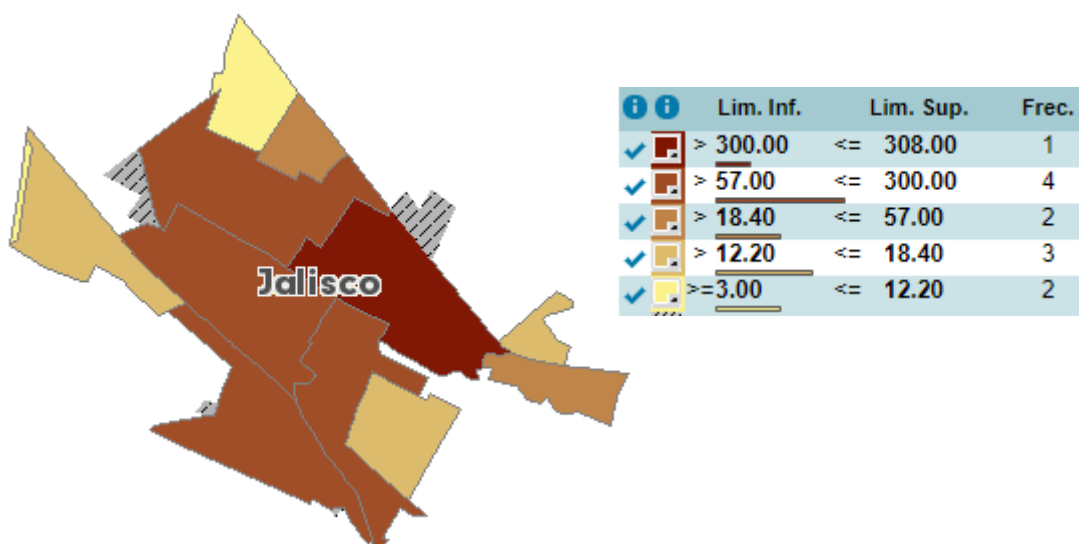 Jalisco
Lim. Inf. Lim. Sup. Frec.
> 300.00 <= 308.00 1
> 57.00 <= 300.00 4
> 18.40 <= 57.00 2
> 12.20 <= 18.40 3
>= 3.00 <= 12.20 2